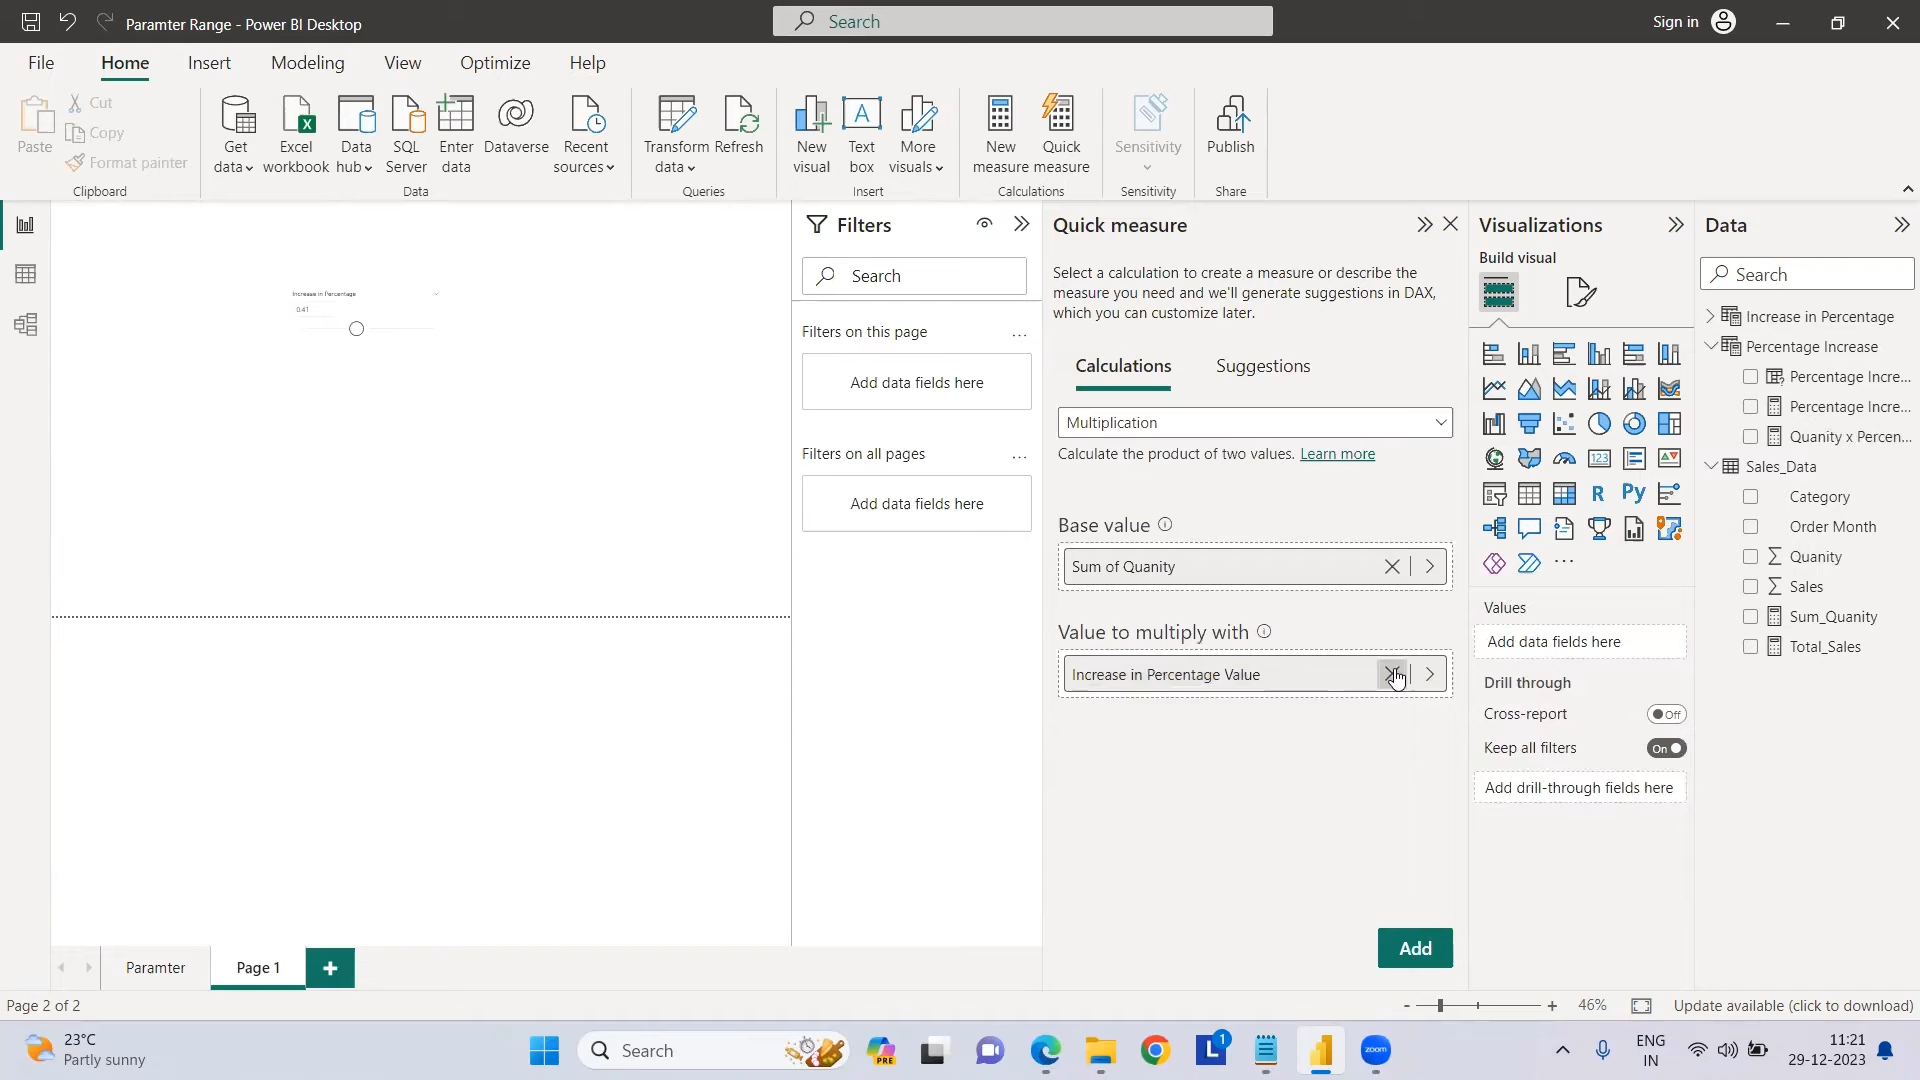 Paramter Range - Power BI Desktop
Search
Sign in
File
Home
Insert
Modeling
View
Optimize
Help
Paste
Cut
Copy
Format painter
Clipboard
Get data
Excel workbook
Data hub
SQL Server
Enter data
Dataverse
Recent sources
Data
Transform data
Refresh
Queries
New visual
Text box
More visuals
Insert
New measure
Quick measure
Calculations
Sensitivity
Sensitivity
Publish
Share
Increase in Percentage
0.41
Filters
Search
Filters on this page
...
Add data fields here
Filters on all pages
...
Add data fields here
Quick measure
Select a calculation to create a measure or describe the
measure you need and we'll generate suggestions in DAX,
which you can customize later.
Calculations
Suggestions
Multiplication
Calculate the product of two values. Learn more
Base value
Sum of Quanity
Value to multiply with
Increase in Percentage Value
Add
Visualizations
Build visual
123
R
Py
...
Values
Add data fields here
Drill through
Cross-report
Off
Keep all filters
On
Add drill-through fields here
Data
Search
Increase in Percentage
Percentage Increase
Percentage Incre...
Percentage Incre...
Quanity x Percen...
Sales_Data
Category
Order Month
Quanity
Sales
Sum_Quanity
Total_Sales
Paramter
Page 1
Page 2 of 2
- + 46%
Update available (click to download)
23°C
Partly sunny
Search
PRE
L
1
zoom
ENG
IN
11:21
29-12-2023